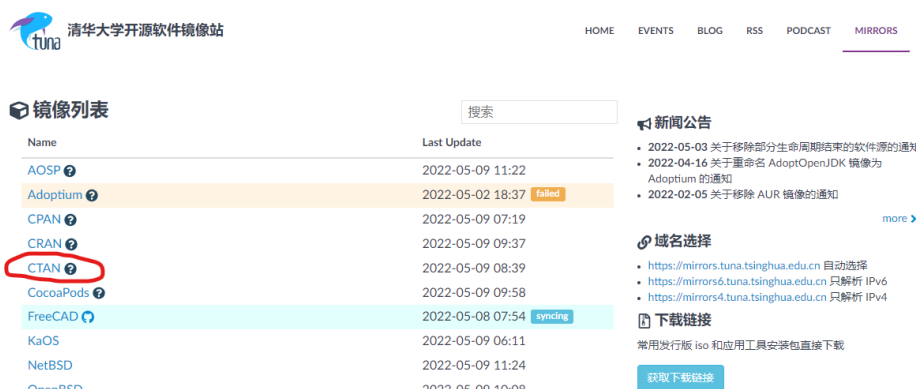 tuna 清华大学开源软件镜像站
HOME EVENTS BLOG RSS PODCAST MIRRORS
镜像列表
搜索
Name Last Update
AOSP 2022-05-09 11:22
Adoptium 2022-05-02 18:37 failed
CPAN 2022-05-09 07:19
CRAN 2022-05-09 09:37
CTAN 2022-05-09 08:39
CocoaPods 2022-05-09 09:58
FreeCAD 2022-05-08 07:54 syncing
KaOS 2022-05-09 06:11
NetBSD 2022-05-09 11:24
OpenBSD 2022-05-09 10:08
新闻公告
2022-05-03 关于移除部分生命周期结束的软件源的通知
2022-04-16 关于重命名 AdoptOpenJDK 镜像为
Adoptium 的通知
2022-02-05 关于移除 AUR 镜像的通知
more
域名选择
https://mirrors.tuna.tsinghua.edu.cn 自动选择
https://mirrors6.tuna.tsinghua.edu.cn 只解析 IPv6
https://mirrors4.tuna.tsinghua.edu.cn 只解析 IPv4
下载链接
常用发行版 iso 和应用工具安装包直接下载
获取下载链接